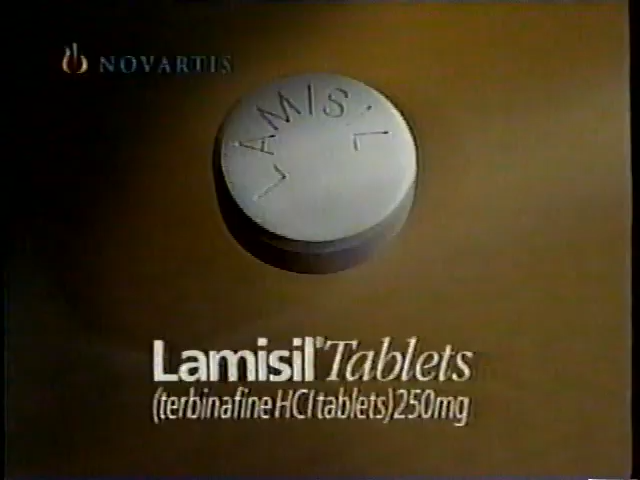 NOVARTIS
LAMISIL
Lamisil® Tablets
(terbinafine HCl tablets) 250mg